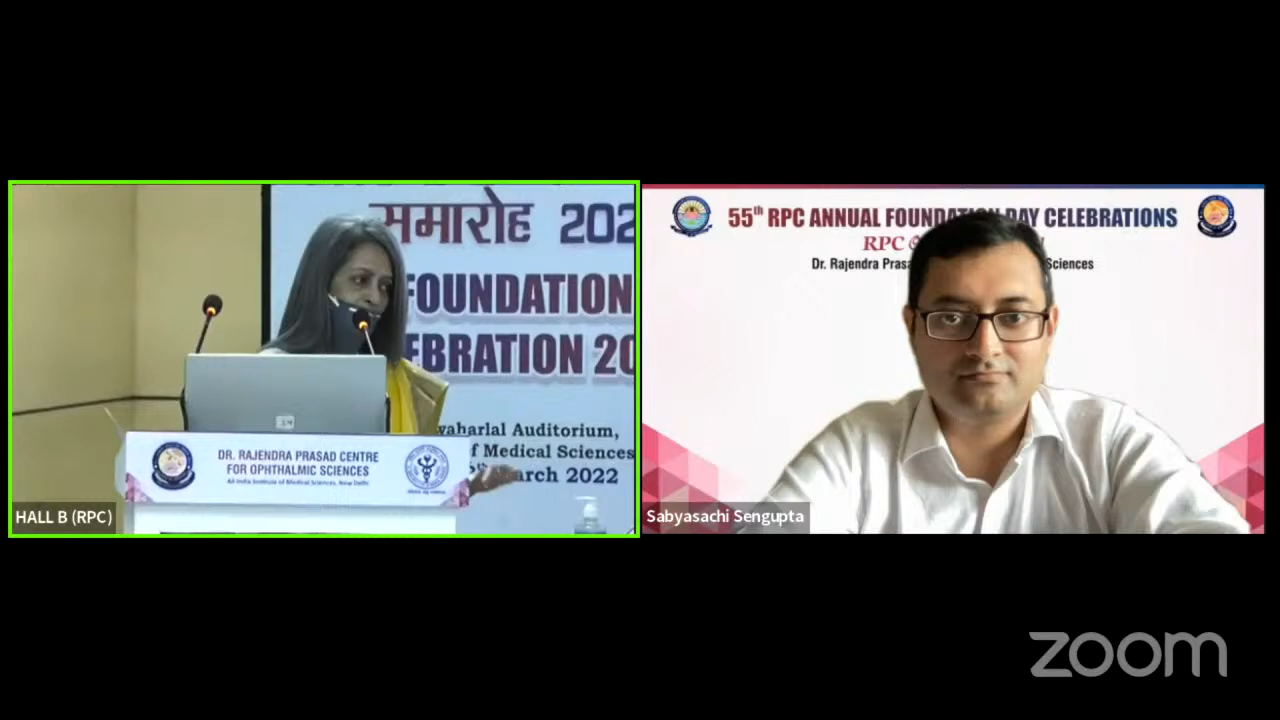 समारोह 202
FOUNDATION
EBRATION 20
waharlal Auditorium,
of Medical Sciences
March 2022
DR. RAJENDRA PRASAD CENTRE
FOR OPHTHALMIC SCIENCES
All India Institute of Medical Sciences, New Delhi
HALL B (RPC)
55th RPC ANNUAL FOUNDATION DAY CELEBRATIONS
RPC
Dr. Rajendra Prasa
Sciences
Sabyasachi Sengupta
zoom